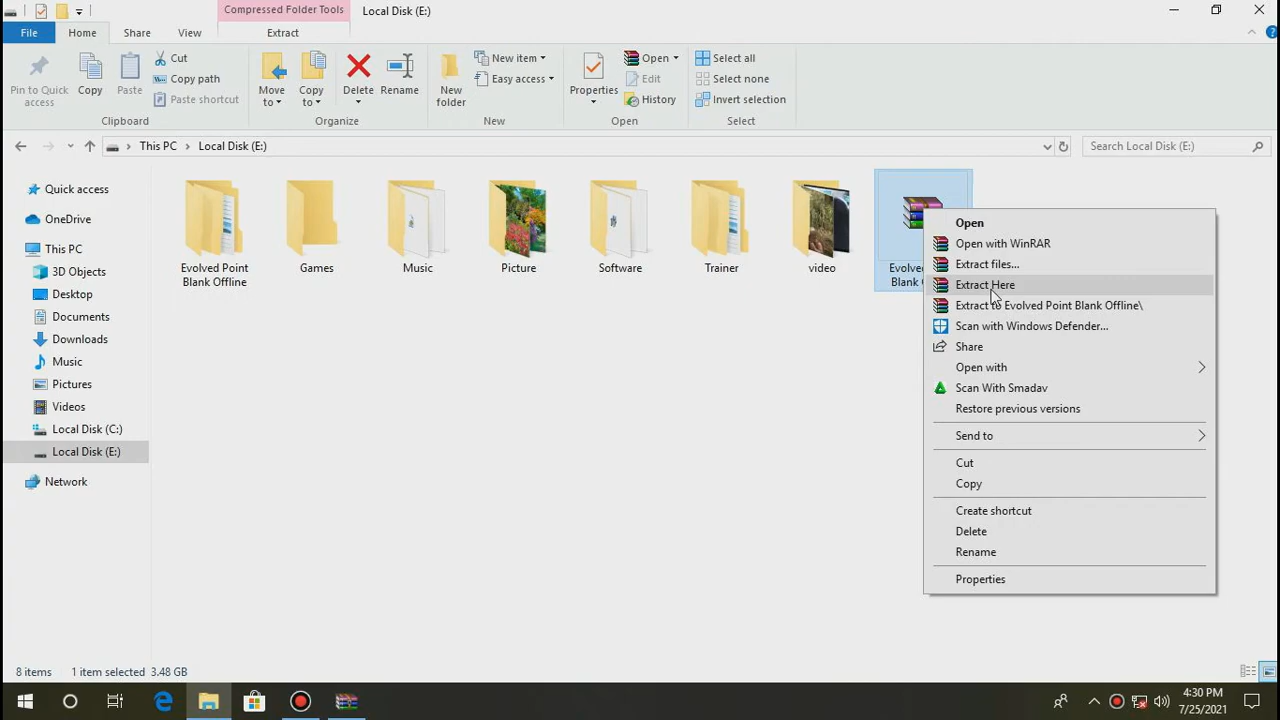 Compressed Folder Tools
Local Disk (E:)
File
Home
Share
View
Extract
Pin to Quick access
Copy
Paste
Cut
Copy path
Paste shortcut
Clipboard
Move to
Copy to
Delete
Rename
Organize
New folder
New item
Easy access
New
Properties
Open
Edit
History
Open
Select all
Select none
Invert selection
Select
This PC
Local Disk (E:)
Search Local Disk (E:)
Quick access
OneDrive
This PC
3D Objects
Desktop
Documents
Downloads
Music
Pictures
Videos
Local Disk (C:)
Local Disk (E:)
Network
Evolved Point
Blank Offline
Games
Music
Picture
Software
Trainer
video
Open
Open with WinRAR
Extract files...
Extract Here
Extract to Evolved Point Blank Offline\
Scan with Windows Defender...
Share
Open with
Scan With Smadav
Restore previous versions
Send to
Cut
Copy
Create shortcut
Delete
Rename
Properties
8 items
1 item selected 3.48 GB
4:30 PM
7/25/2021